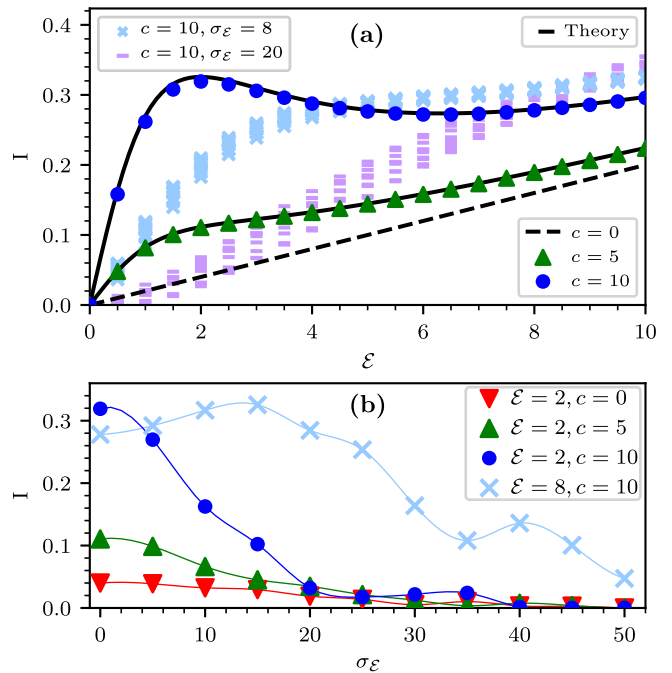 c = 10, σ_ℰ = 8
c = 10, σ_ℰ = 20
(a)
Theory
0.4
0.3
0.2
0.1
0.0
I
c = 0
c = 5
c = 10
0 2 4 6 8 10
ℰ
(b)
ℰ = 2, c = 0
ℰ = 2, c = 5
ℰ = 2, c = 10
ℰ = 8, c = 10
0.3
0.2
0.1
0.0
I
0 10 20 30 40 50
σ_ℰ